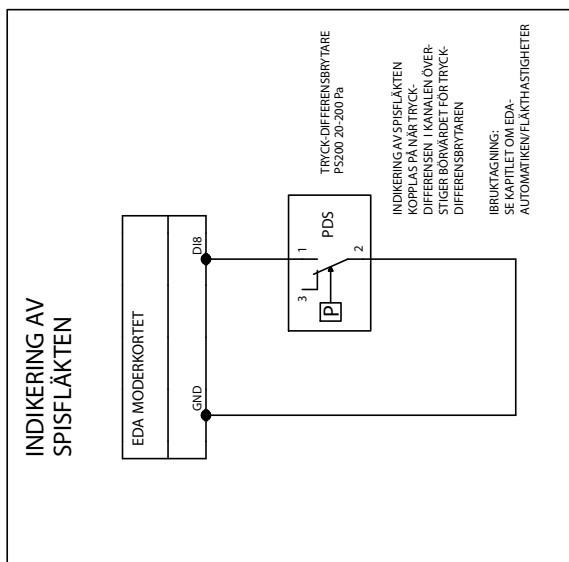 INDIKERING AV
SPISFLÄKTEN
EDA MODERKORTET
GND
DI8
PDS
1
2
3
P
TRYCK-DIFFERENSBRYTARE
PS200 20-200 Pa
INDIKERING AV SPISFLÄKTEN
KOPPLAS PÅ NÄR TRYCK-
DIFFERENSEN I KANALEN ÖVER-
STIGER BÖRVÄRDET FÖR TRYCK-
DIFFERENSBRYTAREN
IBRUKTAGNING:
SE KAPITLET OM EDA-
AUTOMATIKEN/FLÄKTHASTIGHETER